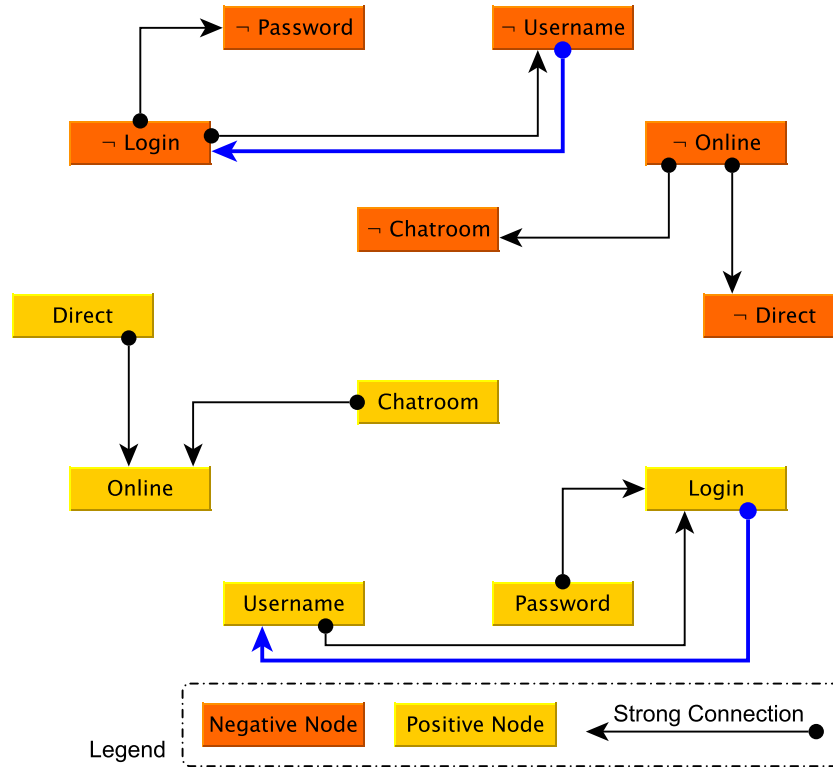 ¬ Password
¬ Username
¬ Login
¬ Online
¬ Chatroom
Direct
¬ Direct
Chatroom
Online
Login
Username
Password
Negative Node
Positive Node
Strong Connection
Legend